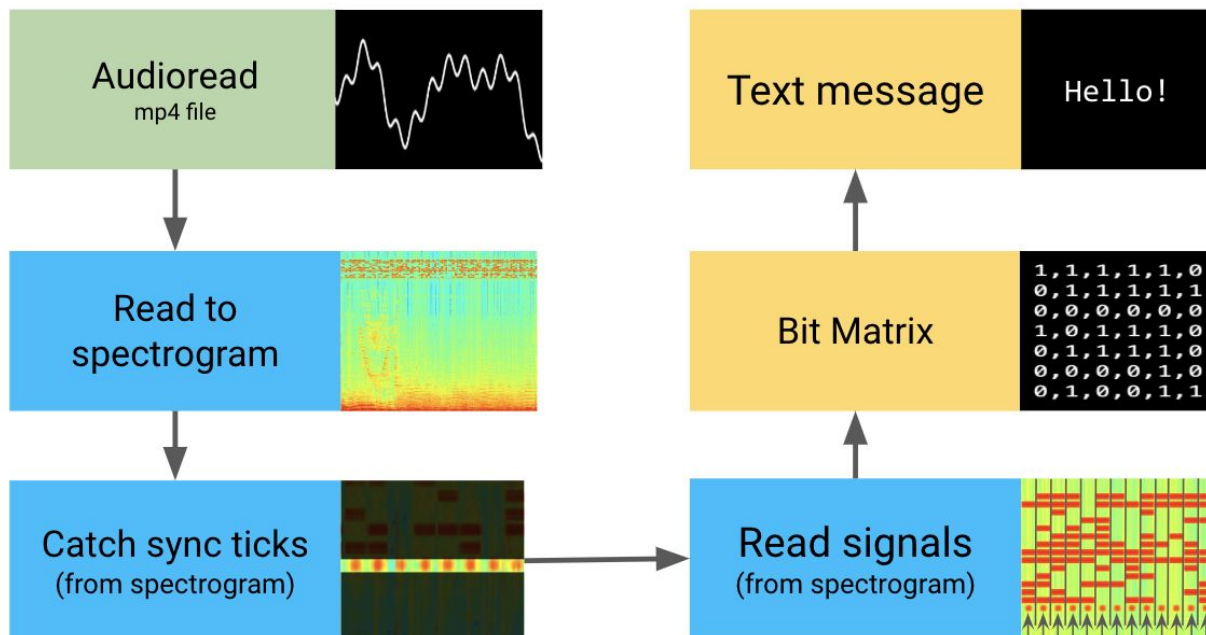 Audioread
mp4 file
Read to
spectrogram
Catch sync ticks
(from spectrogram)
Read signals
(from spectrogram)
Bit Matrix
1,1,1,1,1,0
0,1,1,1,1,1
0,0,0,0,0,0
1,0,1,1,1,0
0,1,1,1,1,0
0,0,0,0,1,0
0,1,0,0,1,1
Text message
Hello!